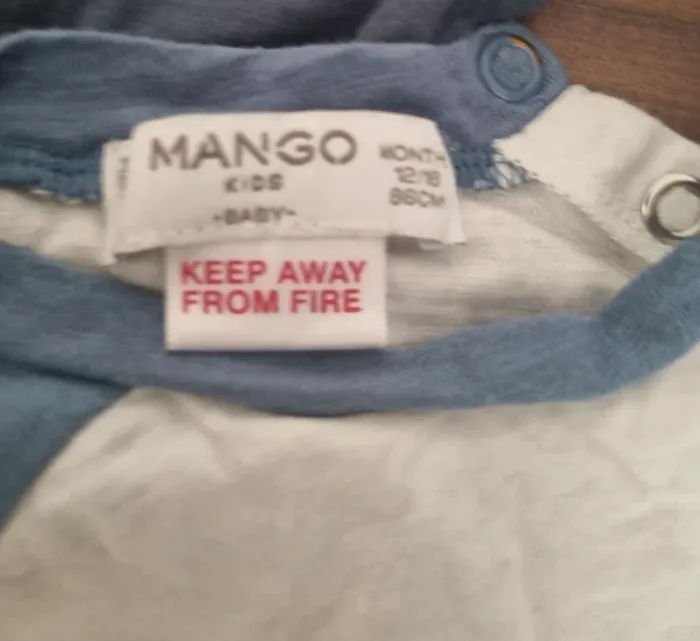 MANGO
KIDS
-BABY-
MONTH
12/18
86CM
KEEP AWAY
FROM FIRE